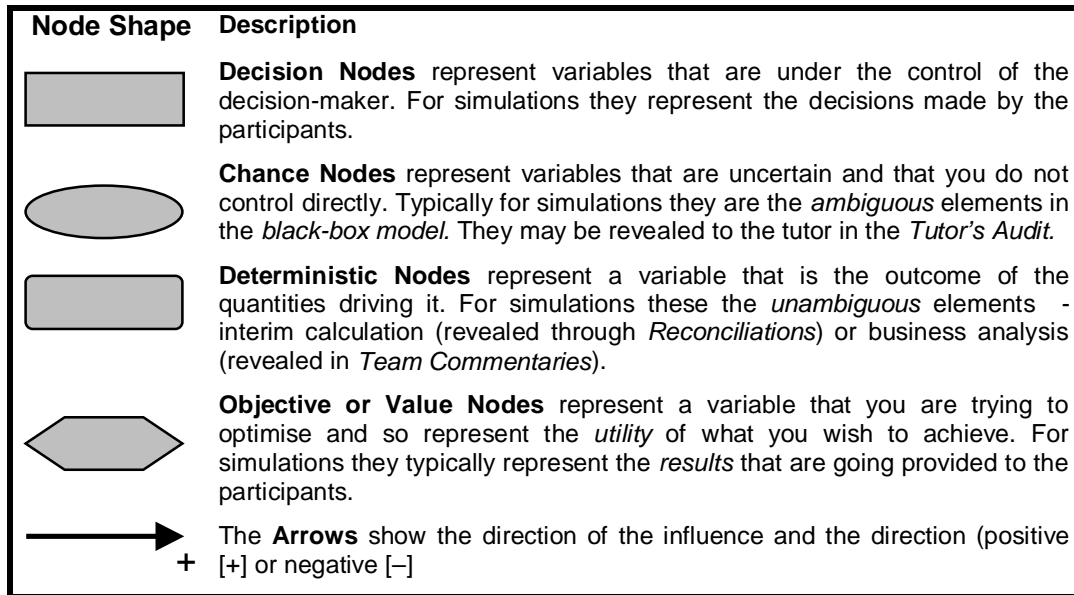 Node Shape Description
Decision Nodes represent variables that are under the control of the
decision-maker. For simulations they represent the decisions made by the
participants.
Chance Nodes represent variables that are uncertain and that you do not
control directly. Typically for simulations they are the ambiguous elements in
the black-box model. They may be revealed to the tutor in the Tutor's Audit.
Deterministic Nodes represent a variable that is the outcome of the
quantities driving it. For simulations these the unambiguous elements -
interim calculation (revealed through Reconciliations) or business analysis
(revealed in Team Commentaries).
Objective or Value Nodes represent a variable that you are trying to
optimise and so represent the utility of what you wish to achieve. For
simulations they typically represent the results that are going provided to the
participants.
The Arrows show the direction of the influence and the direction (positive
+ [+] or negative [–]